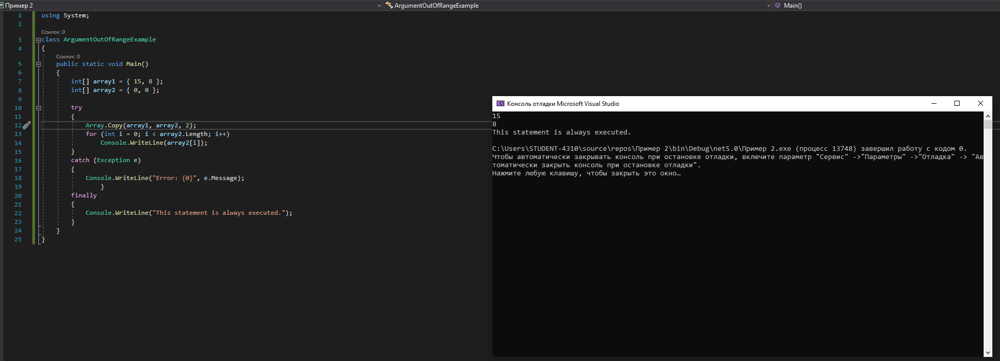 Пример 2 ArgumentOutOfRangeExample Main()
1 using System;
2
Ссылок: 0
3 class ArgumentOutOfRangeExample
4 {
Ссылок: 0
5 public static void Main()
6 {
7 int[] array1 = { 15, 8 };
8 int[] array2 = { 0, 0 };
9
10 try
11 {
12 Array.Copy(array1, array2, 2);
13 for (int i = 0; i < array2.Length; i++)
14 Console.WriteLine(array2[i]);
15 }
16 catch (Exception e)
17 {
18 Console.WriteLine("Error: {0}", e.Message);
19 }
20 finally
21 {
22 Console.WriteLine("This statement is always executed.");
23 }
24 }
25 }
Консоль отладки Microsoft Visual Studio
15
8
This statement is always executed.
C:\Users\STUDENT-4310\source\repos\Пример 2\bin\Debug\net5.0\Пример 2.exe (процесс 13748) завершил работу с кодом 0.
Чтобы автоматически закрывать консоль при остановке отладки, включите параметр "Сервис" ->"Параметры" ->"Отладка" -> "Ав
томатически закрыть консоль при остановке отладки".
Нажмите любую клавишу, чтобы закрыть это окно…